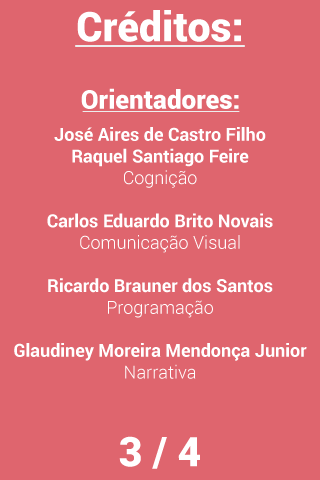 Créditos:
Orientadores:
José Aires de Castro Filho
Raquel Santiago Feire
Cognição
Carlos Eduardo Brito Novais
Comunicação Visual
Ricardo Brauner dos Santos
Programação
Glaudiney Moreira Mendonça Junior
Narrativa
3 / 4